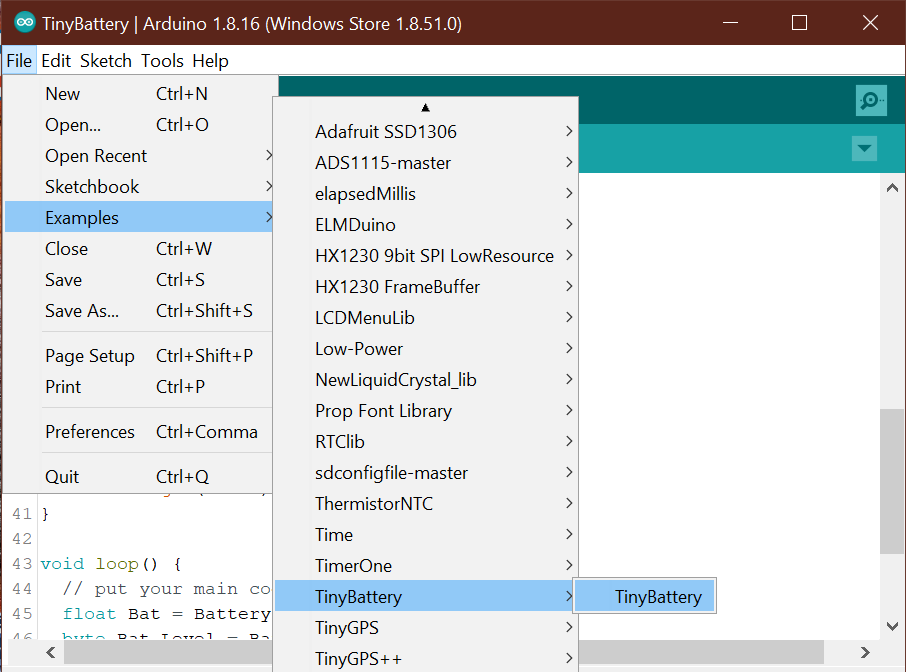 TinyBattery | Arduino 1.8.16 (Windows Store 1.8.51.0)
File Edit Sketch Tools Help
New Ctrl+N
Open... Ctrl+O
Open Recent
Sketchbook
Examples
Close Ctrl+W
Save Ctrl+S
Save As... Ctrl+Shift+S
Page Setup Ctrl+Shift+P
Print Ctrl+P
Preferences Ctrl+Comma
Quit Ctrl+Q
Adafruit SSD1306
ADS1115-master
elapsedMillis
ELMDuino
HX1230 9bit SPI LowResource
HX1230 FrameBuffer
LCDMenuLib
Low-Power
NewLiquidCrystal_lib
Prop Font Library
RTClib
sdconfigfile-master
ThermistorNTC
Time
TimerOne
TinyBattery
TinyGPS
TinyGPS++
TinyBattery
41 }
42
43 void loop() {
44 // put your main co
45 float Bat = Battery
46 byte Bat_Level = Ba